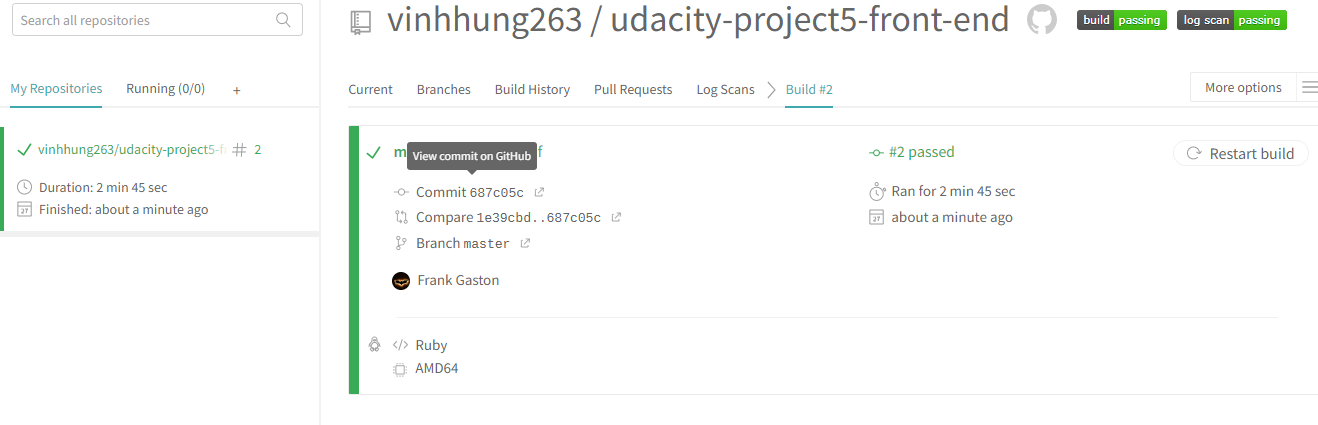 Search all repositories
vinhhung263 / udacity-project5-front-end
build passing
log scan passing
My Repositories
Running (0/0)
+
Current
Branches
Build History
Pull Requests
Log Scans
Build #2
More options
vinhhung263/udacity-project5-fr
# 2
Duration: 2 min 45 sec
Finished: about a minute ago
View commit on GitHub
#2 passed
Restart build
Commit 687c05c
Ran for 2 min 45 sec
Compare 1e39cbd..687c05c
about a minute ago
Branch master
Frank Gaston
Ruby
AMD64